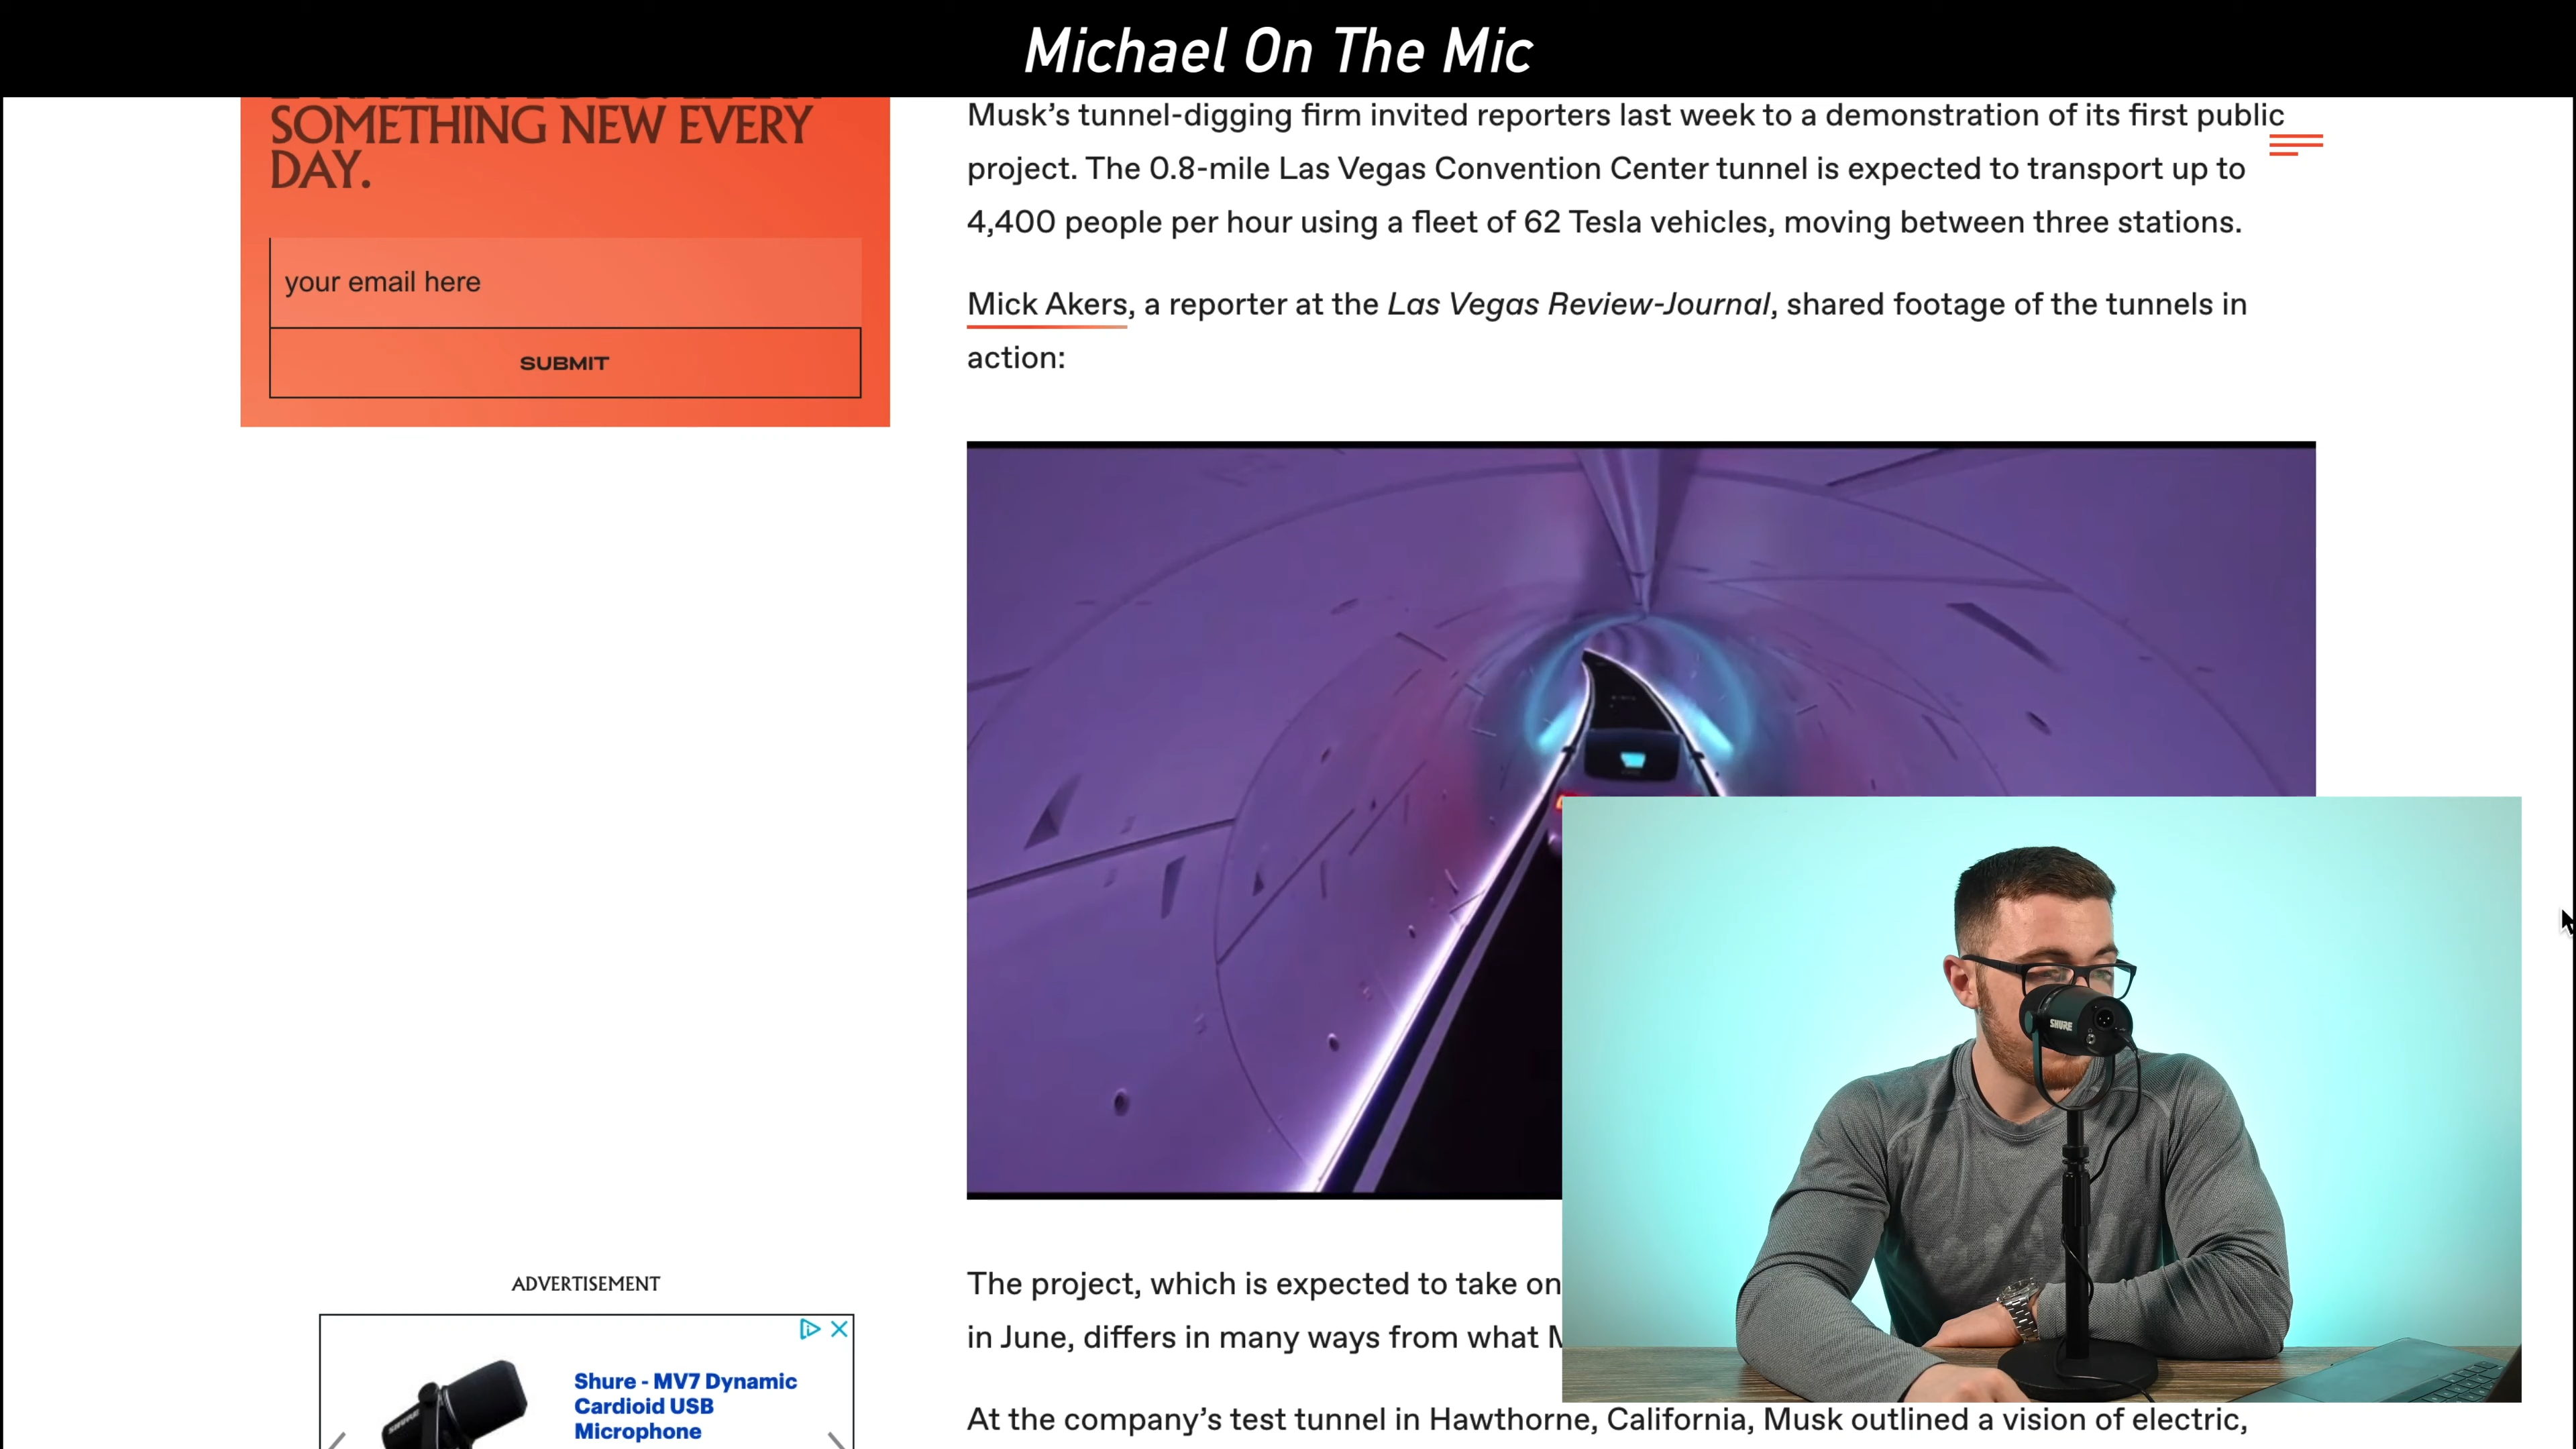 Michael On The Mic
SOMETHING NEW EVERY
DAY.
your email here
SUBMIT
Musk's tunnel-digging firm invited reporters last week to a demonstration of its first public
project. The 0.8-mile Las Vegas Convention Center tunnel is expected to transport up to
4,400 people per hour using a fleet of 62 Tesla vehicles, moving between three stations.
Mick Akers, a reporter at the Las Vegas Review-Journal, shared footage of the tunnels in
action:
SHURE
The project, which is expected to take on
in June, differs in many ways from what
At the company's test tunnel in Hawthorne, California, Musk outlined a vision of electric,
ADVERTISEMENT
Shure - MV7 Dynamic
Cardioid USB
Microphone